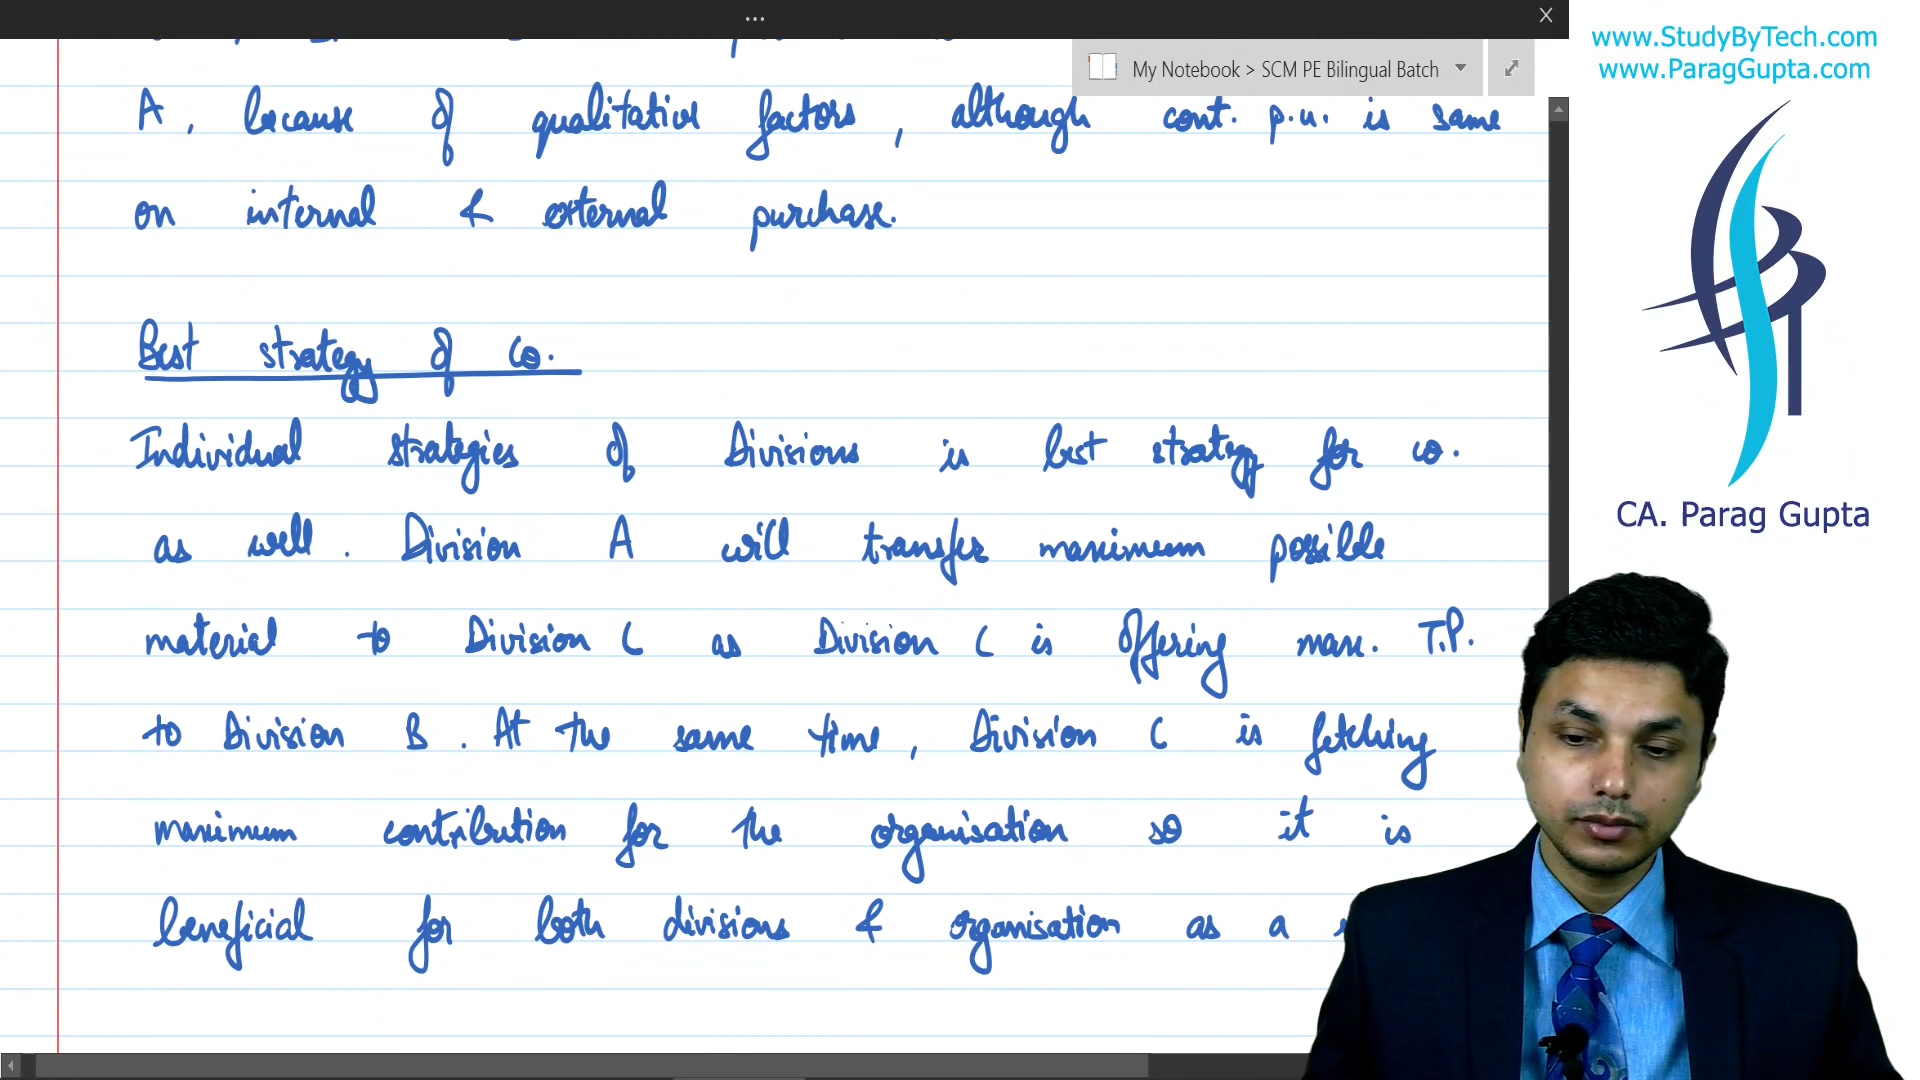 ...
X
www.StudyByTech.com
www.ParagGupta.com
My Notebook > SCM PE Bilingual Batch
A, because of qualitative factors, although cont. p.u. is same
on internal & external purchase.
Best strategy of co.
Individual strategies of Divisions is best strategy for co.
as well. Division A will transfer maximum possible
material to Division C as Division C is offering max. T.P.
to Division B. At the same time, Division C is fetching
maximum contribution for the organisation so it is
beneficial for both divisions & organisation as a
CA. Parag Gupta